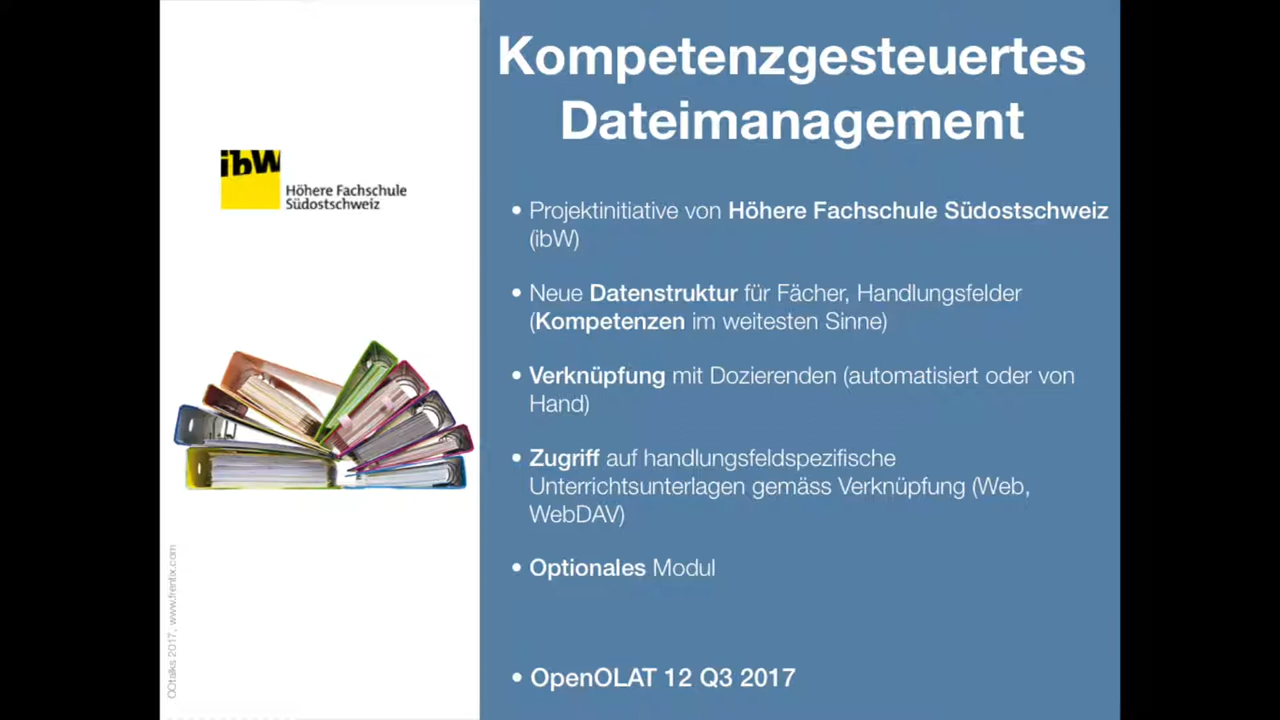 Kompetenzgesteuertes
Dateimanagement
ibW
Höhere Fachschule
Südostschweiz
• Projektinitiative von Höhere Fachschule Südostschweiz
(ibW)
• Neue Datenstruktur für Fächer, Handlungsfelder
(Kompetenzen im weitesten Sinne)
• Verknüpfung mit Dozierenden (automatisiert oder von
Hand)
• Zugriff auf handlungsfeldspezifische
Unterrichtsunterlagen gemäss Verknüpfung (Web,
WebDAV)
• Optionales Modul
• OpenOLAT 12 Q3 2017
OOtalks 2017, www.frentix.com